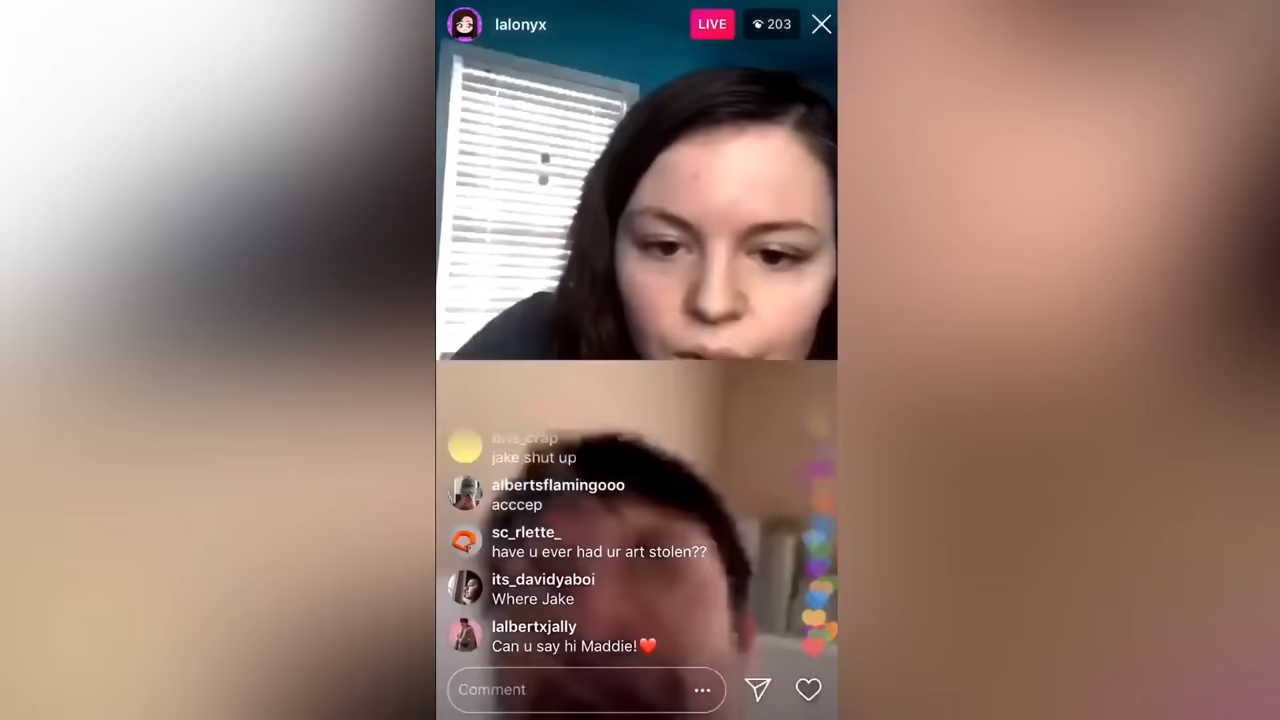 lalonyx
LIVE
203
jake shut up
albertsflamingooo
acccep
sc_rlette_
have u ever had ur art stolen??
its_davidyaboi
Where Jake
lalbertxjally
Can u say hi Maddie!❤️
Comment